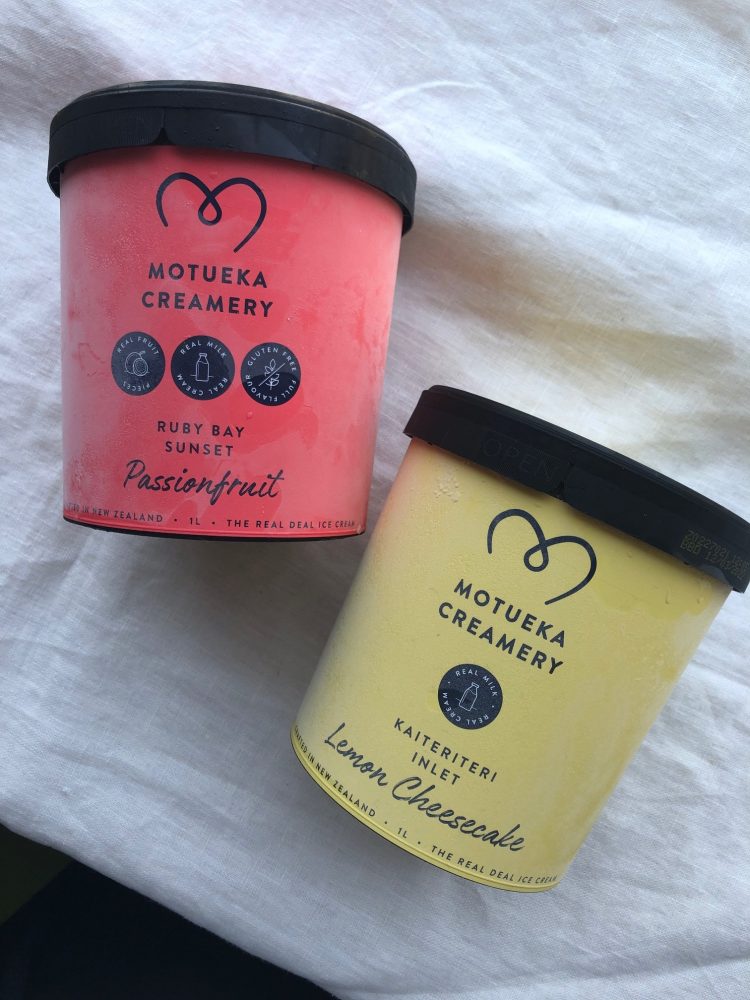 MOTUEKA
CREAMERY
REAL FRUIT
PIECES
REAL MILK
REAL CREAM
GLUTEN FREE
FULL FLAVOUR
RUBY BAY
SUNSET
Passionfruit
IN NEW ZEALAND • 1L • THE REAL DEAL ICE CREAM
OPEN
MOTUEKA
CREAMERY
REAL MILK
REAL CREAM
KAITERITERI
INLET
Lemon Cheesecake
IN NEW ZEALAND • 1L • THE REAL DEAL ICE CREAM